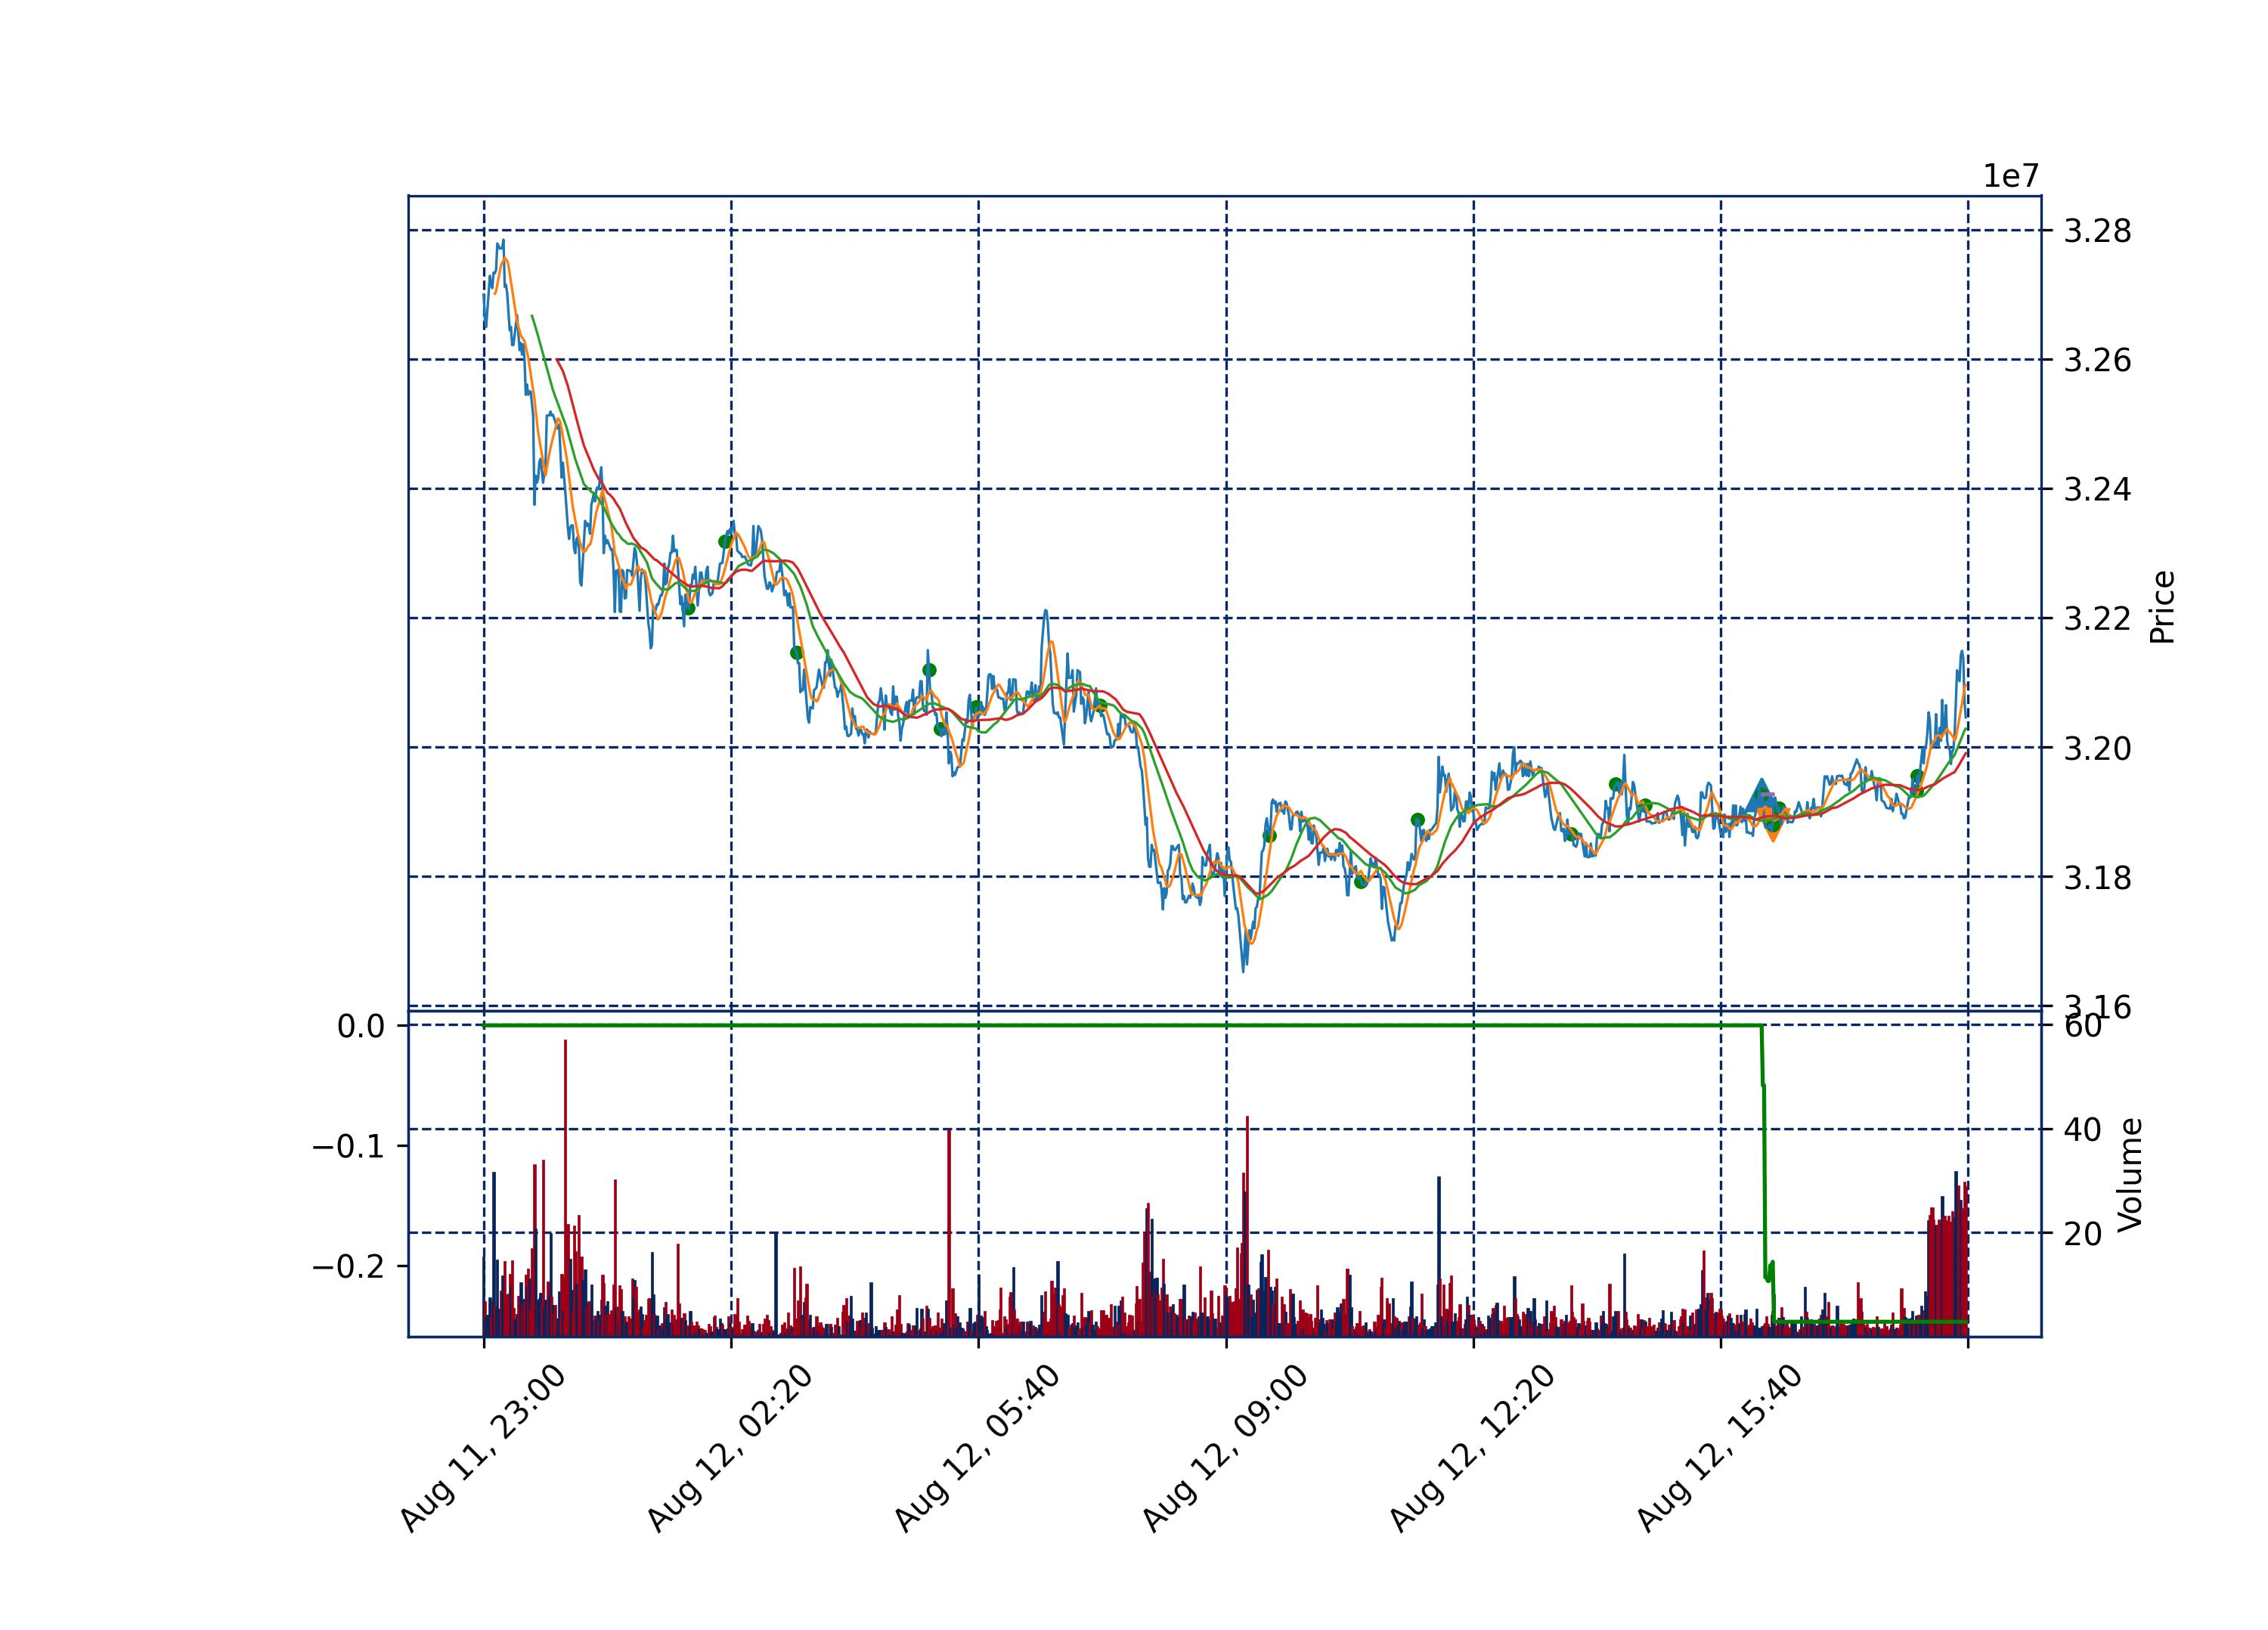 1e7
3.28
3.26
3.24
3.22
3.20
3.18
3.16
Price
0.0
−0.1
−0.2
60
40
20
Volume
Aug 11, 23:00
Aug 12, 02:20
Aug 12, 05:40
Aug 12, 09:00
Aug 12, 12:20
Aug 12, 15:40